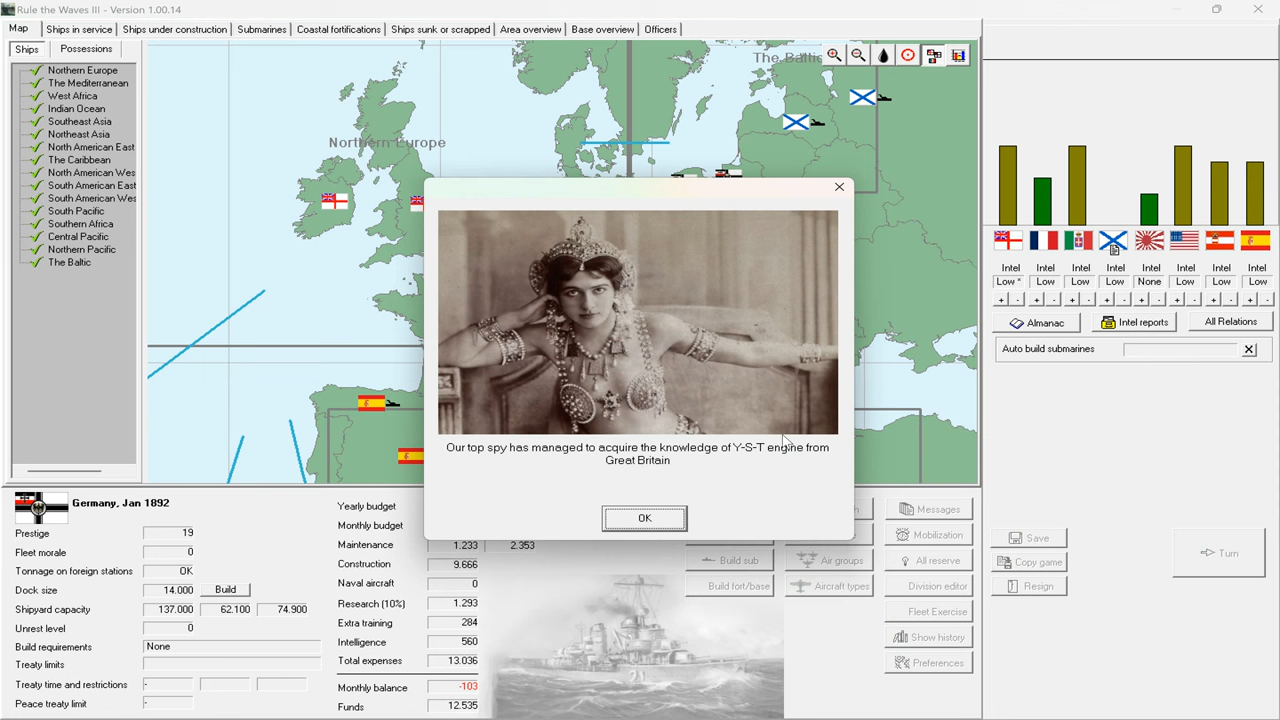 Rule the Waves III - Version 1.00.14
Map Ships in service Ships under construction Submarines Coastal fortifications Ships sunk or scrapped Area overview Base overview Officers
Ships Possessions
Northern Europe
The Mediterranean
West Africa
Indian Ocean
Southeast Asia
Northeast Asia
North American East
The Caribbean
North American Wes
South American East
South American Wes
South Pacific
Southern Africa
Central Pacific
Northern Pacific
The Baltic
The Baltic
Northern Europe
Our top spy has managed to acquire the knowledge of Y-S-T engine from
Great Britain
OK
Intel Intel Intel Intel Intel Intel Intel Intel
Low * Low Low Low None Low Low Low
+ - + - + - + - + - + - + - + -
Almanac Intel reports All Relations
Auto build submarines
Germany, Jan 1892
Prestige 19
Fleet morale 0
Tonnage on foreign stations OK
Dock size 14.000 Build
Shipyard capacity 137.000 62.100 74.900
Unrest level 0
Build requirements None
Treaty limits
Treaty time and restrictions -
Peace treaty limit -
Yearly budget
Monthly budget
Maintenance 1.233 2.353
Construction 9.666
Naval aircraft 0
Research (10%) 1.293
Extra training 284
Intelligence 560
Total expenses 13.036
Monthly balance -103
Funds 12.535
Build sub Air groups
Build fort/base Aircraft types
Messages
Mobilization
All reserve
Division editor
Fleet Exercise
Show history
Preferences
Save
Copy game
Resign
Turn